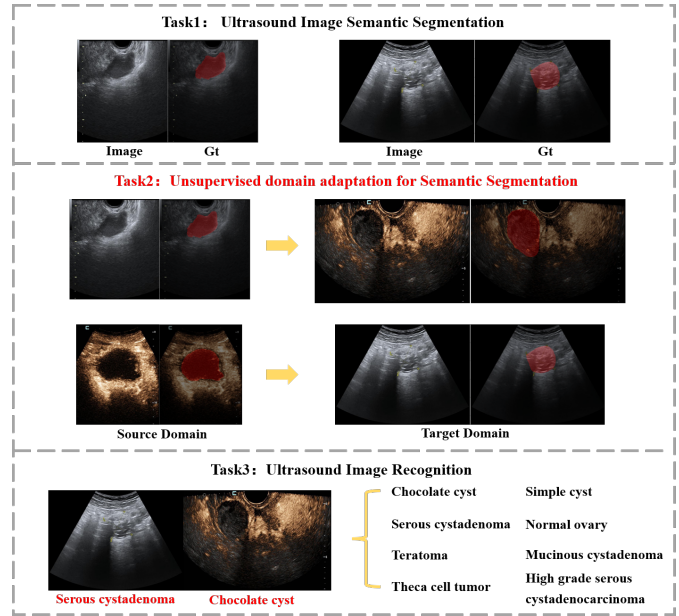 Task1： Ultrasound Image Semantic Segmentation
Image Gt Image Gt
Task2：Unsupervised domain adaptation for Semantic Segmentation
Source Domain Target Domain
Task3：Ultrasound Image Recognition
Chocolate cyst Simple cyst
Serous cystadenoma Normal ovary
Teratoma Mucinous cystadenoma
Theca cell tumor High grade serous
cystadenocarcinoma
Serous cystadenoma Chocolate cyst